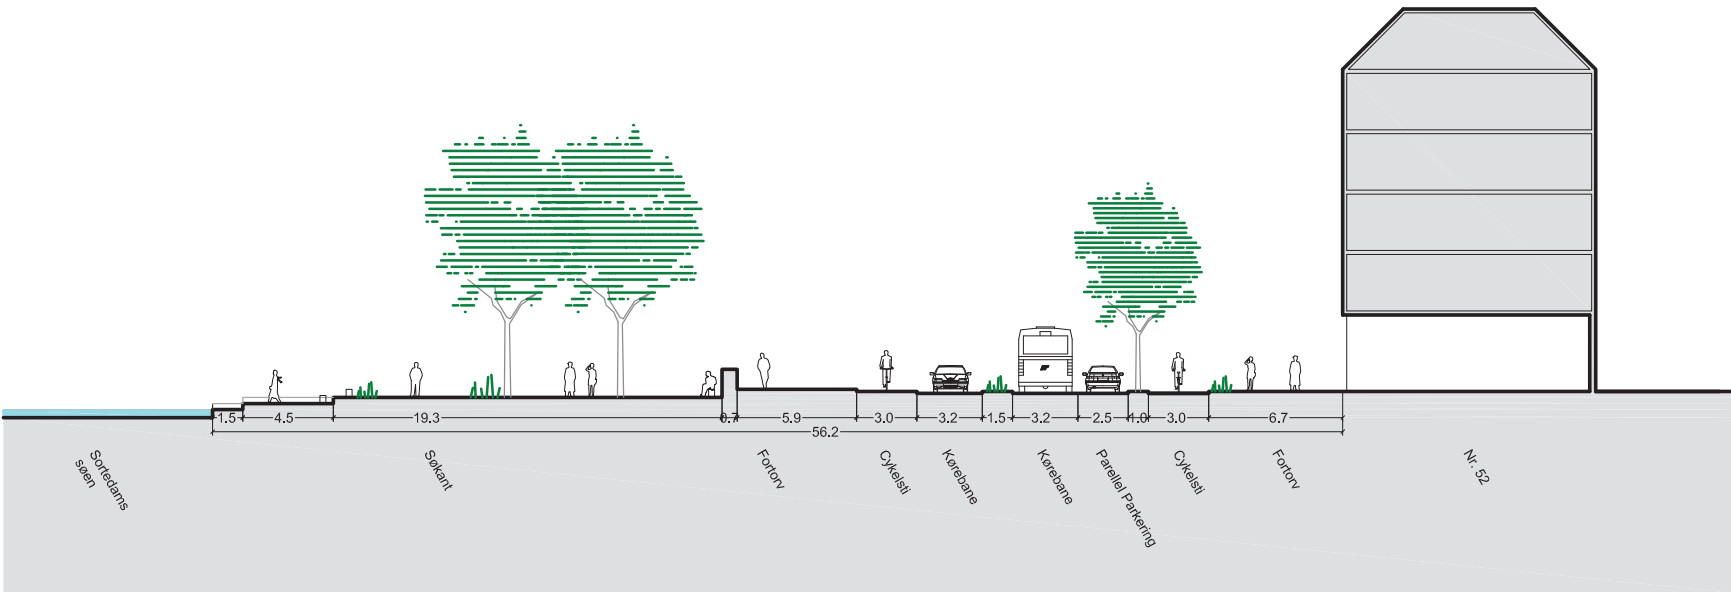 1.5 4.5 19.3 0.7 5.9 3.0 3.2 1.5 3.2 2.5 1.0 3.0 6.7
56.2
Sortedams
søen
Søkant
Fortorv
Cykelsti
Kørebane
Kørebane
Parellel Parkering
Cykelsti
Fortorv
Nr. 52